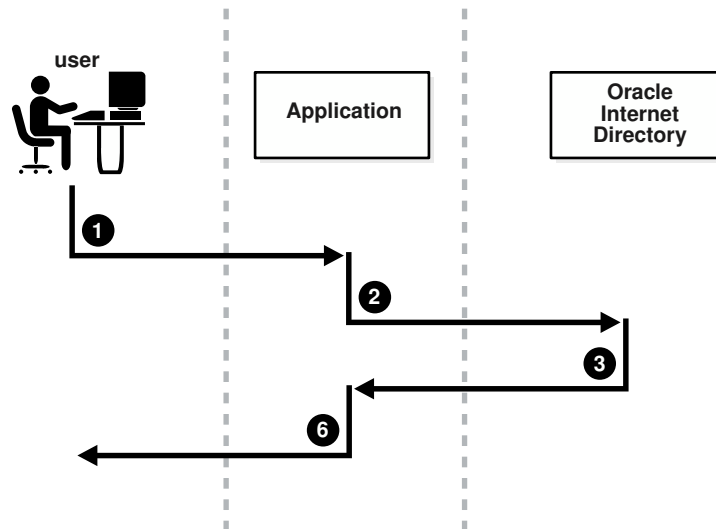 user
Application
Oracle
Internet
Directory
1
2
3
6